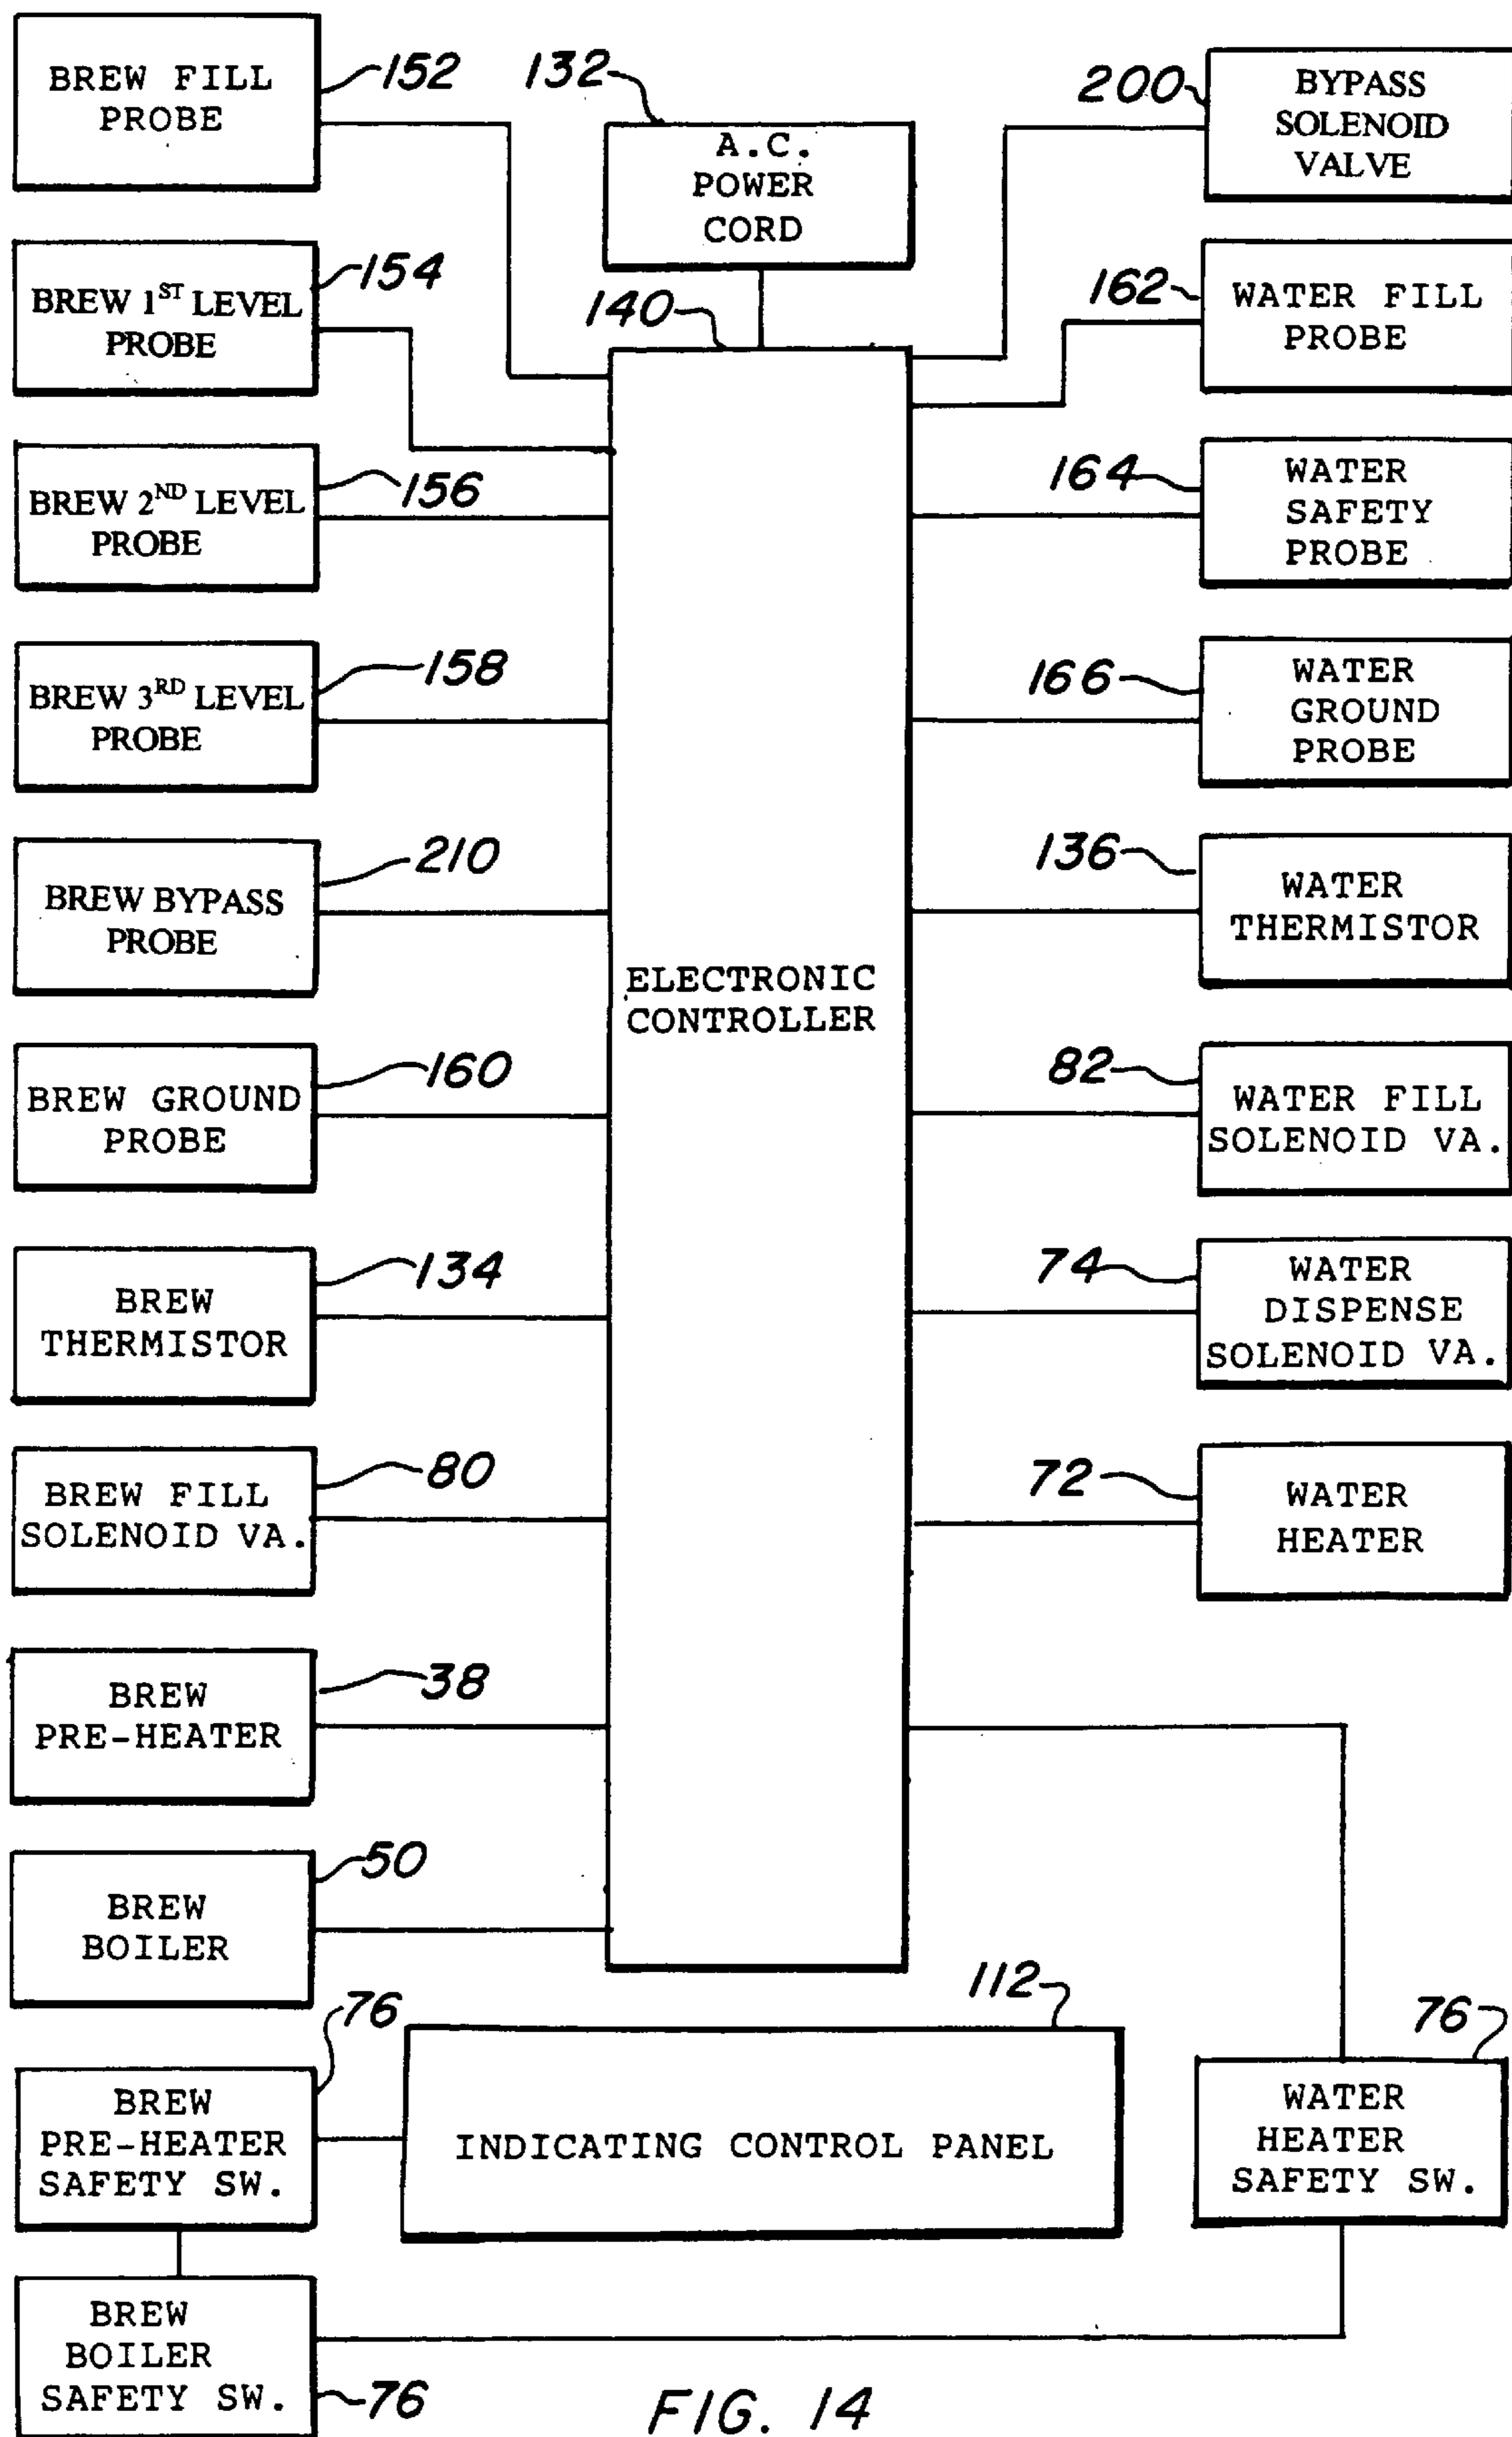 BREW FILL
PROBE
152
BREW 1ST LEVEL
PROBE
154
BREW 2ND LEVEL
PROBE
156
BREW 3RD LEVEL
PROBE
158
BREW BYPASS
PROBE
210
BREW GROUND
PROBE
160
BREW
THERMISTOR
134
BREW FILL
SOLENOID VA.
80
BREW
PRE-HEATER
38
BREW
BOILER
50
BREW
PRE-HEATER
SAFETY SW.
76
BREW
BOILER
SAFETY SW.
76
132
A.C.
POWER
CORD
140
ELECTRONIC
CONTROLLER
112
INDICATING CONTROL PANEL
200
BYPASS
SOLENOID
VALVE
162
WATER FILL
PROBE
164
WATER
SAFETY
PROBE
166
WATER
GROUND
PROBE
136
WATER
THERMISTOR
82
WATER FILL
SOLENOID VA.
74
WATER
DISPENSE
SOLENOID VA.
72
WATER
HEATER
76
WATER
HEATER
SAFETY SW.
FIG. 14